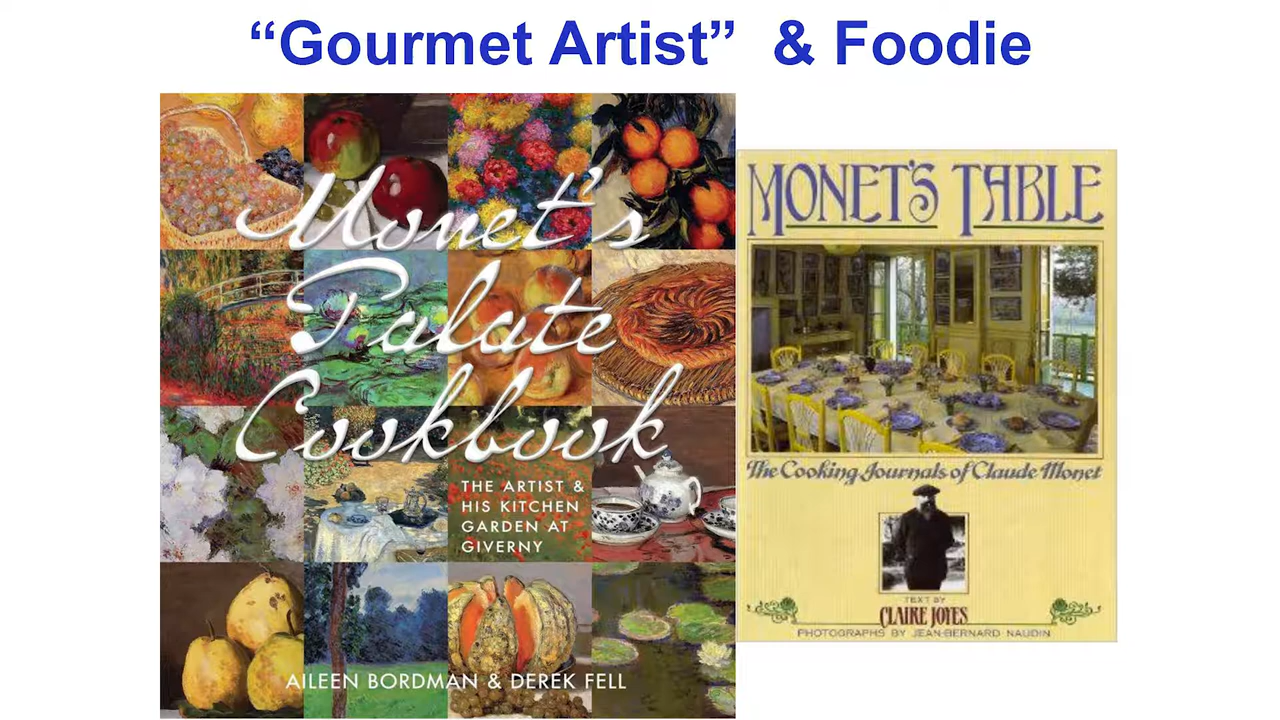 “Gourmet Artist” & Foodie
Monet's
Palate
Cookbook
THE ARTIST &
HIS KITCHEN
GARDEN AT
GIVERNY
AILEEN BORDMAN & DEREK FELL
MONET'S TABLE
The Cooking Journals of Claude Monet
TEXT BY
CLAIRE JOYES
PHOTOGRAPHS BY JEAN-BERNARD NAUDIN